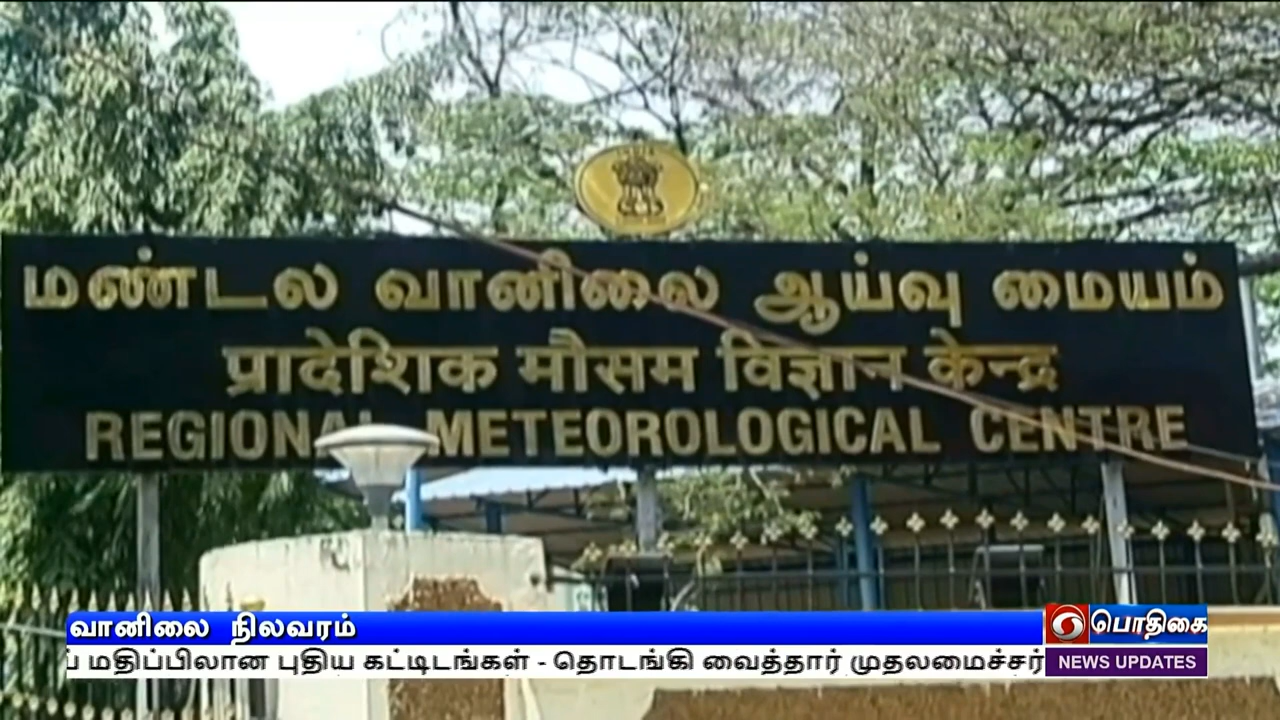 மண்டல வானிலை ஆய்வு மையம்
प्रादेशिक मौसम विज्ञान केन्द्र
REGIONAL METEOROLOGICAL CENTRE
வானிலை நிலவரம்
பொதிகை
மதிப்பிலான புதிய கட்டிடங்கள் - தொடங்கி வைத்தார் முதலமைச்சர்
NEWS UPDATES